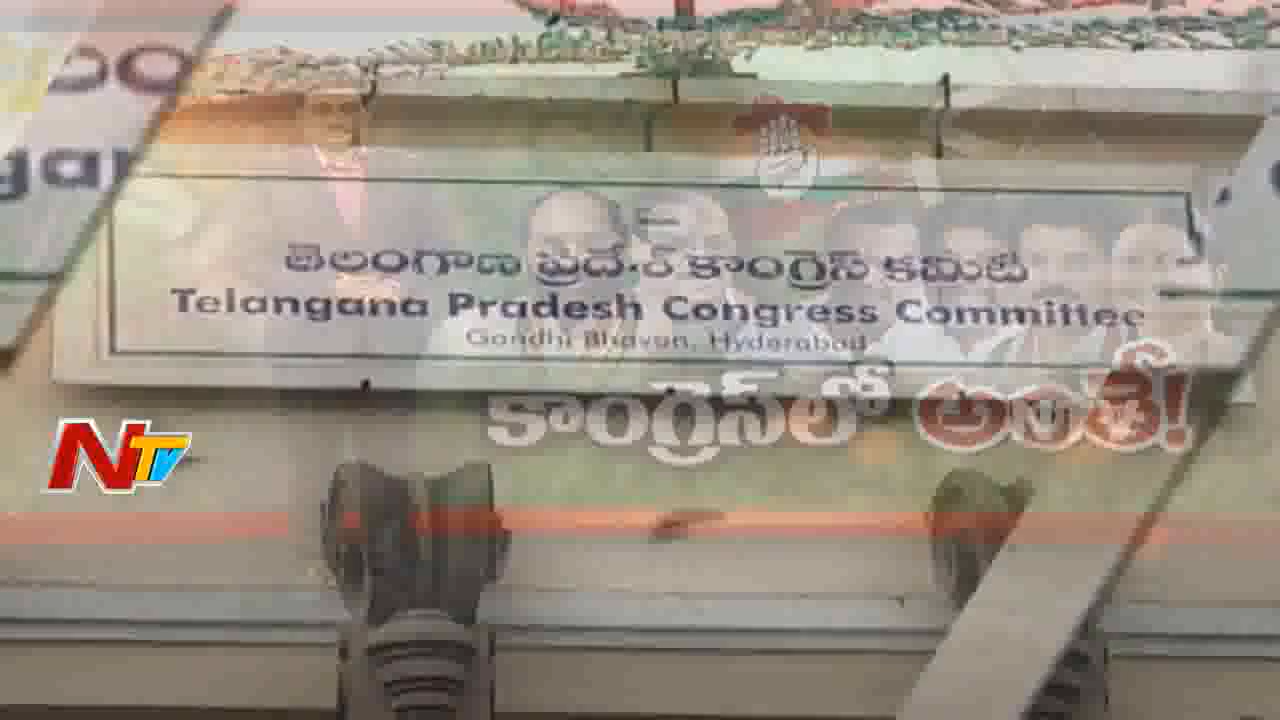 తెలంగాణ ప్రదేశ్ కాంగ్రెస్ కమిటీ
Telangana Pradesh Congress Committee
Gandhi Bhavan, Hyderabad
కాంగ్రెస్‌లో అంతే!
NTV